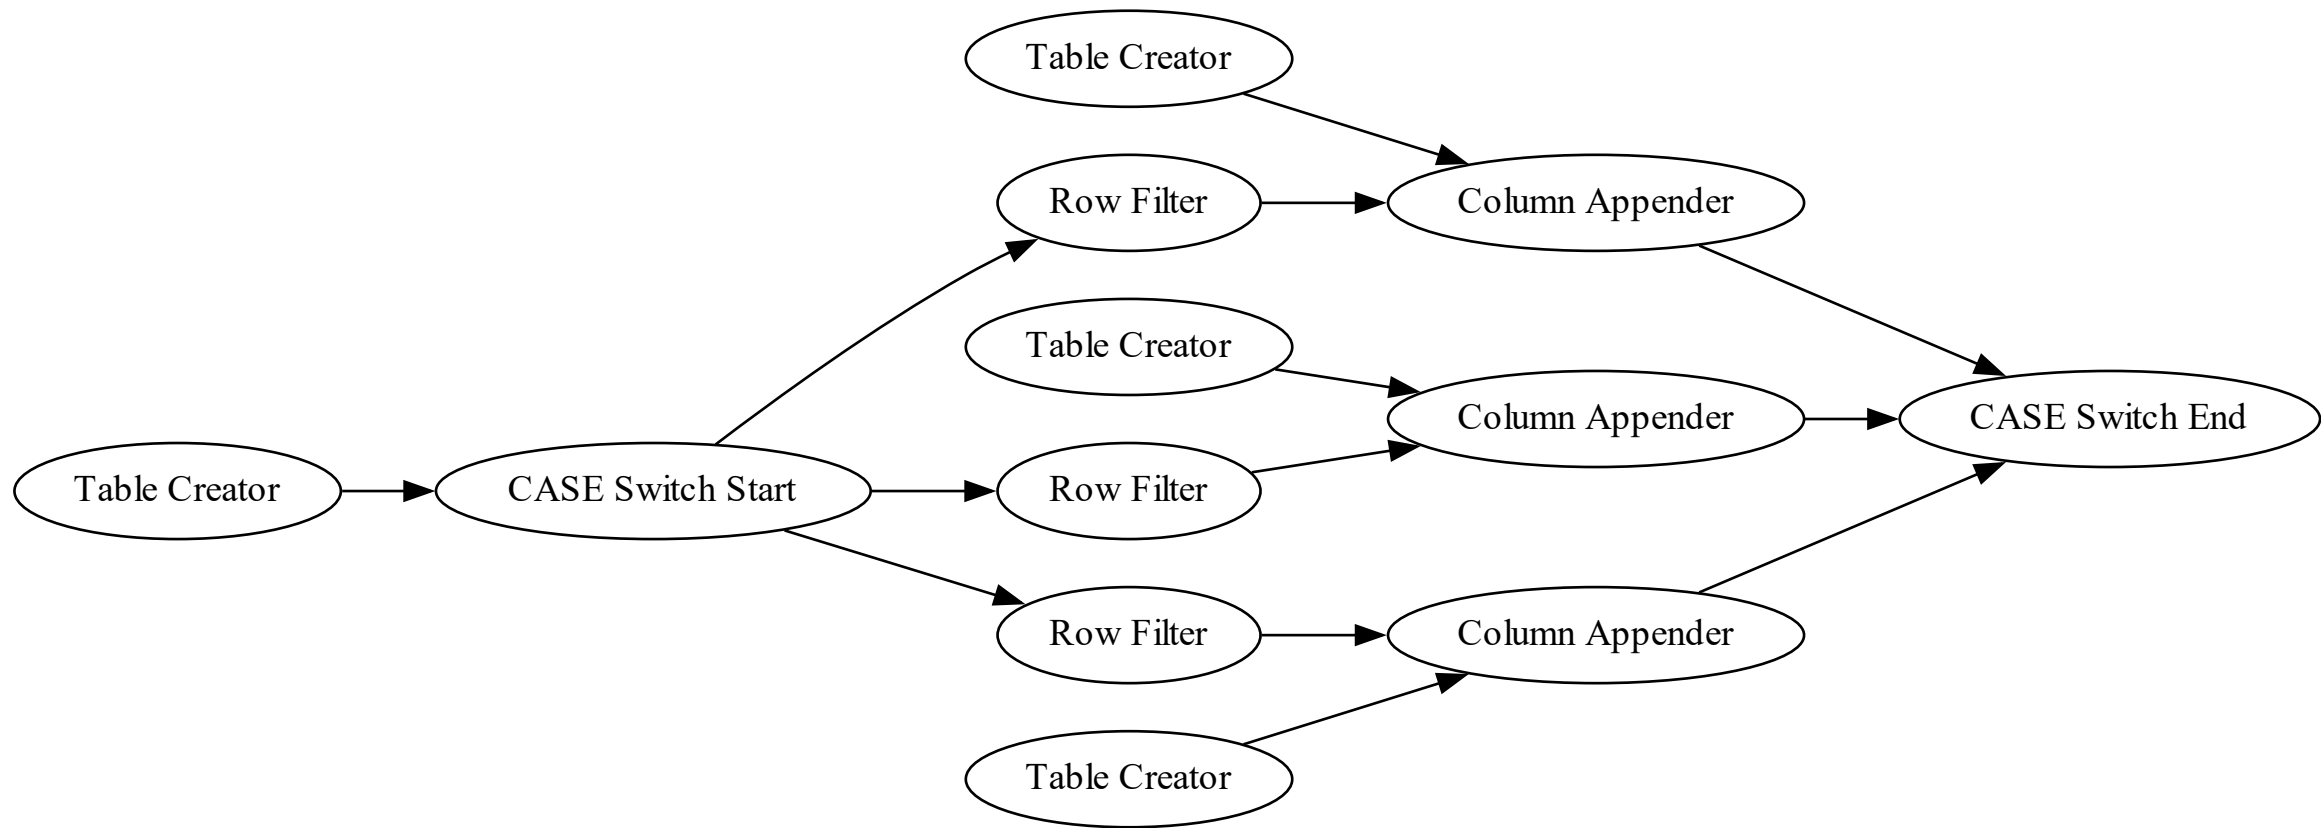 Table Creator
Row Filter
Column Appender
Table Creator
Column Appender
CASE Switch End
Table Creator
CASE Switch Start
Row Filter
Row Filter
Column Appender
Table Creator